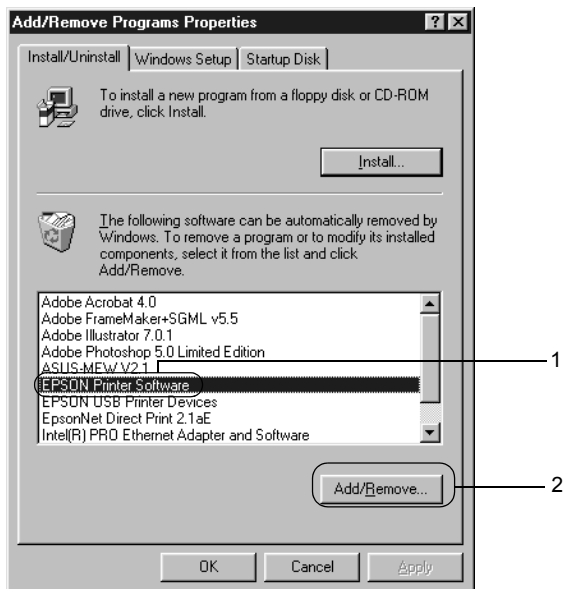 Add/Remove Programs Properties
Install/Uninstall Windows Setup Startup Disk
To install a new program from a floppy disk or CD-ROM
drive, click Install.
Install...
The following software can be automatically removed by
Windows. To remove a program or to modify its installed
components, select it from the list and click
Add/Remove.
Adobe Acrobat 4.0
Adobe FrameMaker+SGML v5.5
Adobe Illustrator 7.0.1
Adobe Photoshop 5.0 Limited Edition
ASUS-MEW V2.1
1
EPSON Printer Software
EPSON USB Printer Devices
EpsonNet Direct Print 2.1aE
Intel(R) PRO Ethernet Adapter and Software
Add/Remove...
2
OK Cancel Apply